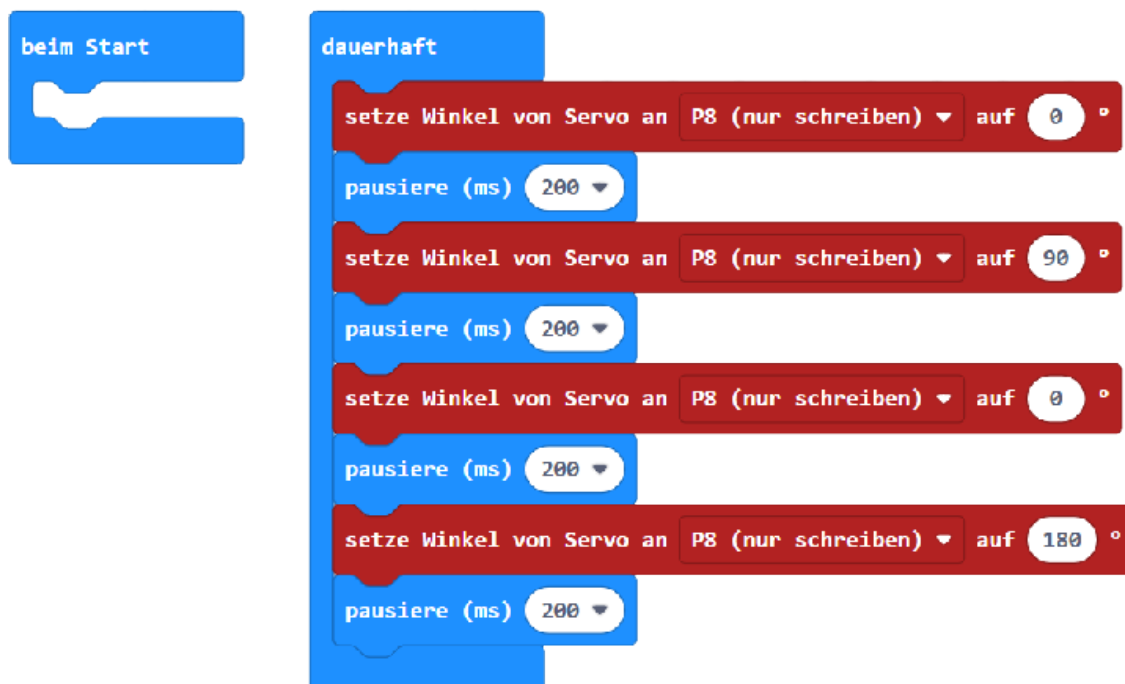 beim Start
dauerhaft
setze Winkel von Servo an P8 (nur schreiben) auf 0 °
pausiere (ms) 200
setze Winkel von Servo an P8 (nur schreiben) auf 90 °
pausiere (ms) 200
setze Winkel von Servo an P8 (nur schreiben) auf 0 °
pausiere (ms) 200
setze Winkel von Servo an P8 (nur schreiben) auf 180 °
pausiere (ms) 200